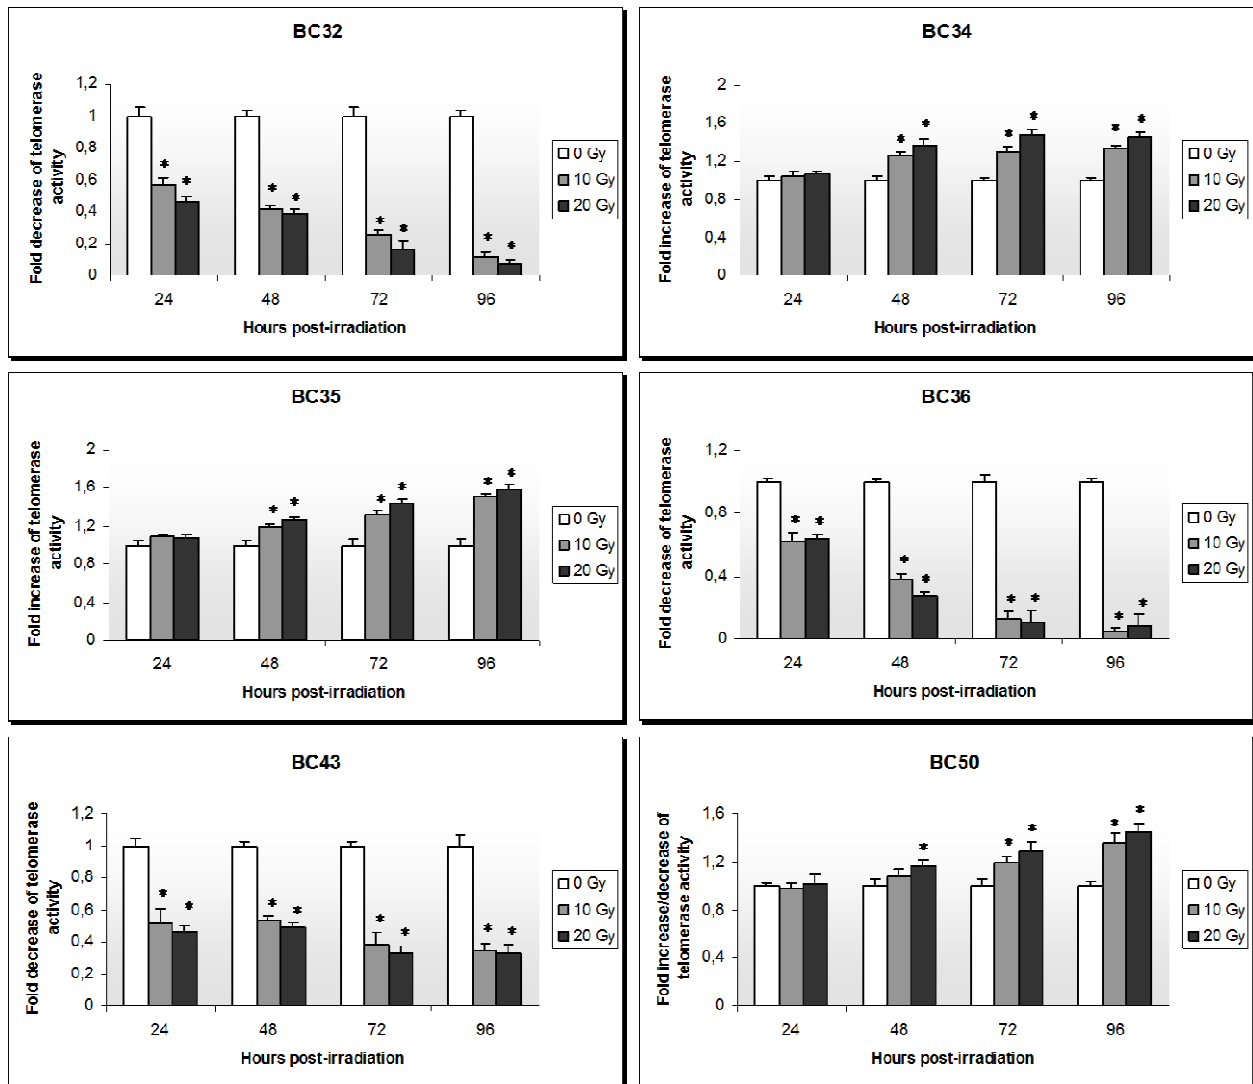 BC32
Fold decrease of telomerase
activity
1,2
1
0,8
0,6
0,4
0,2
0
*
*
*
*
*
*
*
*
24
48
72
96
Hours post-irradiation
0 Gy
10 Gy
20 Gy
BC34
Fold increase of telomerase
activity
2
1,6
1,2
0,8
0,4
0
*
*
*
*
*
*
24
48
72
96
Hours post-irradiation
0 Gy
10 Gy
20 Gy
BC35
Fold increase of telomerase
activity
2
1,6
1,2
0,8
0,4
0
*
*
*
*
*
*
24
48
72
96
Hours post-irradiation
0 Gy
10 Gy
20 Gy
BC36
Fold decrease of telomerase
activity
1,2
0,8
0,4
0
*
*
*
*
*
*
*
*
24
48
72
96
Hours post-irradiation
0 Gy
10 Gy
20 Gy
BC43
Fold decrease of telomerase
activity
1,2
1
0,8
0,6
0,4
0,2
0
*
*
*
*
*
*
*
*
24
48
72
96
Hours post-irradiation
0 Gy
10 Gy
20 Gy
BC50
Fold increase/decrease of
telomerase activity
1,6
1,2
0,8
0,4
0
*
*
*
*
*
24
48
72
96
Hours post-irradiation
0 Gy
10 Gy
20 Gy